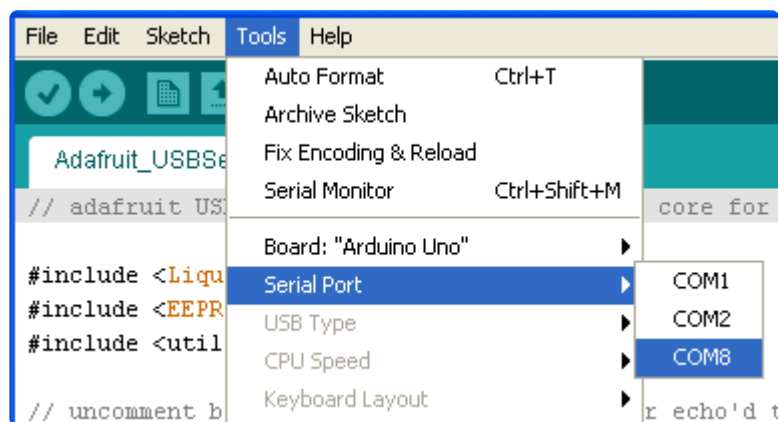 File Edit Sketch Tools Help
Auto Format Ctrl+T
Archive Sketch
Fix Encoding & Reload
Serial Monitor Ctrl+Shift+M
Board: "Arduino Uno"
Serial Port
USB Type
CPU Speed
Keyboard Layout
COM1
COM2
COM8
Adafruit_USBSe
// adafruit US core for
#include <Liqu
#include <EEPR
#include <util
// uncomment b r echo'd t